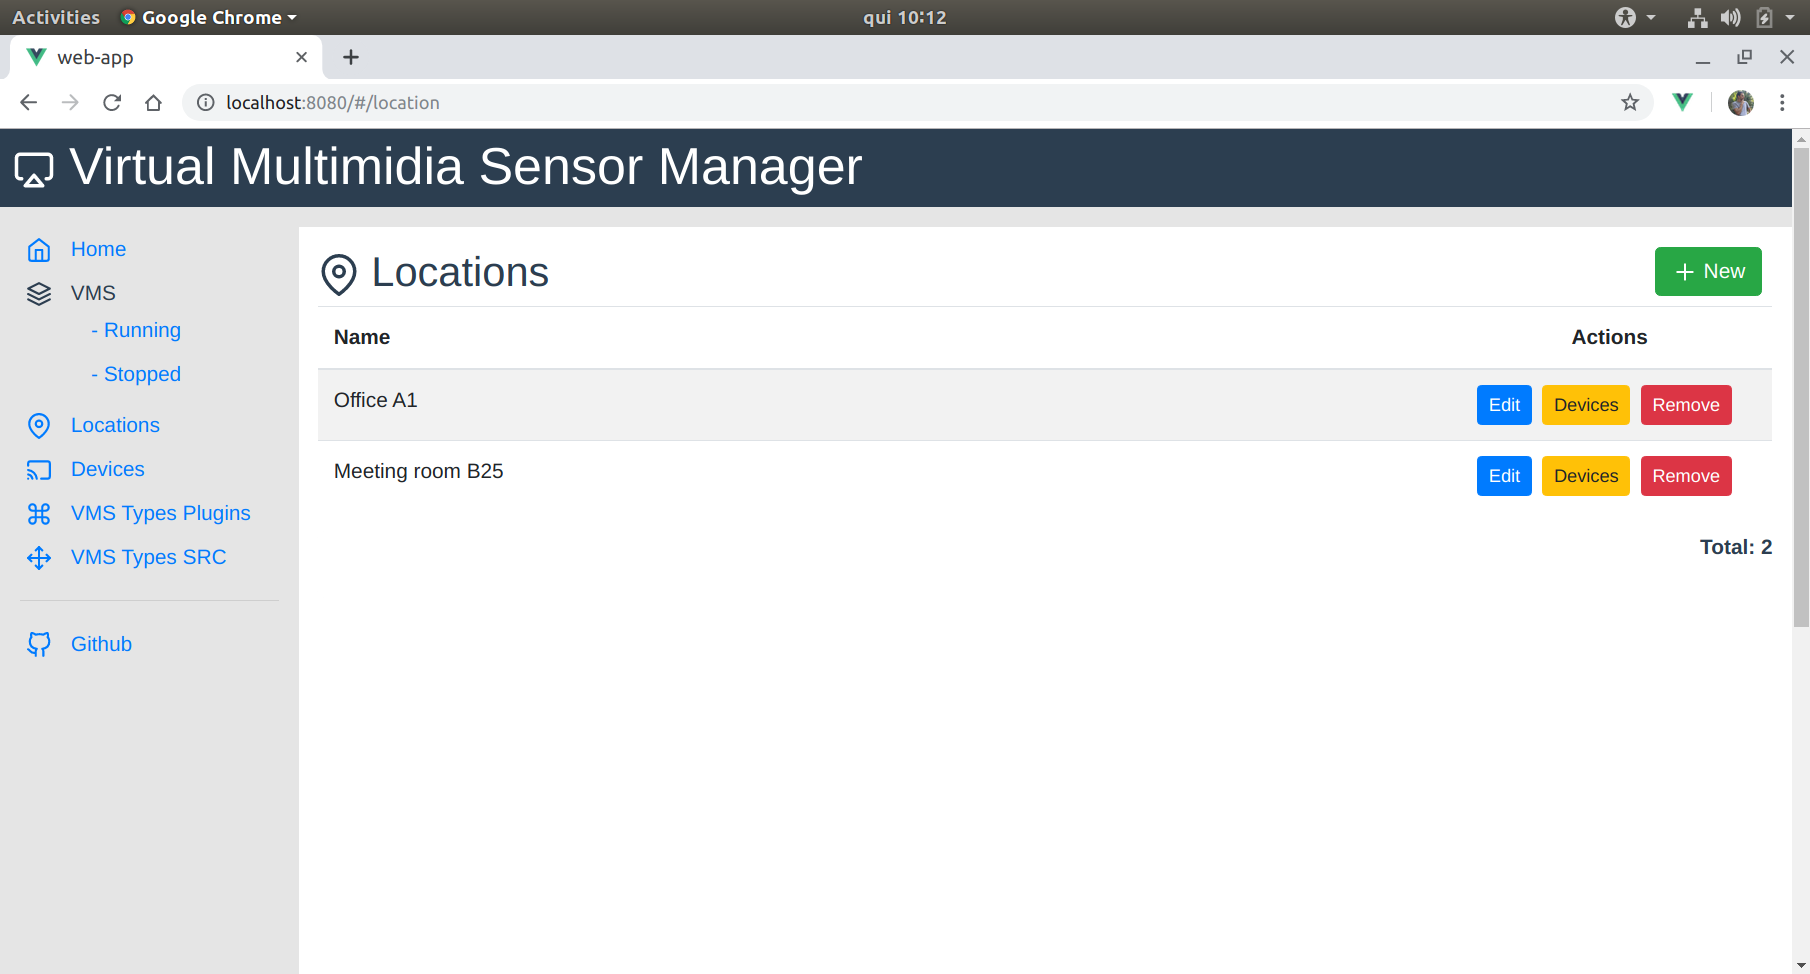 Activities Google Chrome qui 10:12
web-app
localhost:8080/#/location
Virtual Multimidia Sensor Manager
Home
VMS
- Running
- Stopped
Locations
Devices
VMS Types Plugins
VMS Types SRC
Github
Locations
New
Name Actions
Office A1 Edit Devices Remove
Meeting room B25 Edit Devices Remove
Total: 2